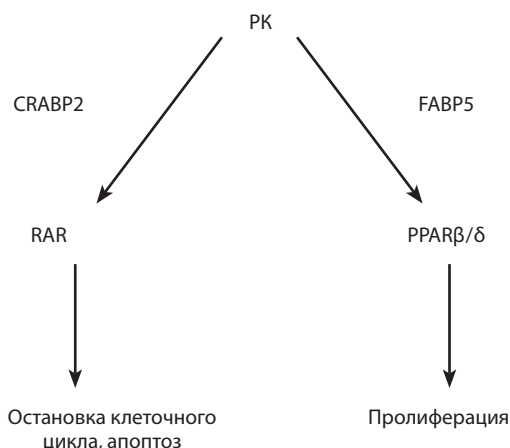 РК
CRABP2
FABP5
RAR
PPARβ/δ
Остановка клеточного
цикла, апоптоз
Пролиферация